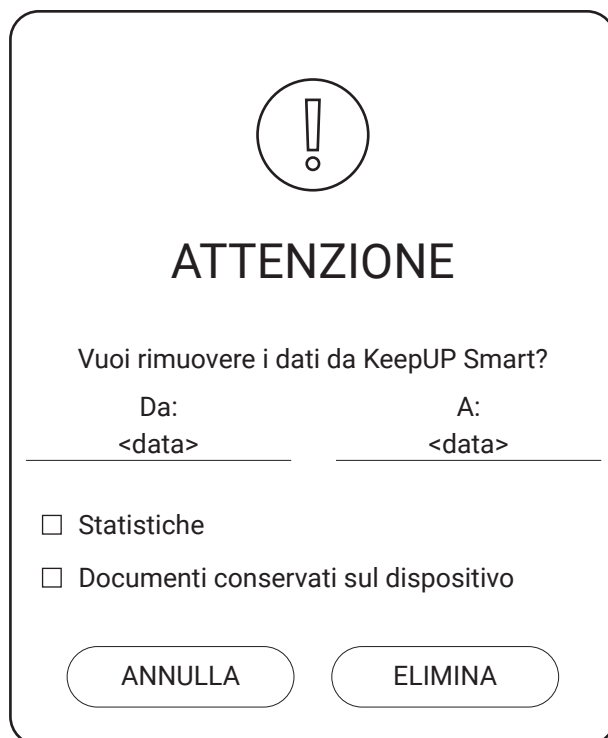 ATTENZIONE
Vuoi rimuovere i dati da KeepUP Smart?
Da: A:
<data> <data>
Statistiche
Documenti conservati sul dispositivo
ANNULLA ELIMINA